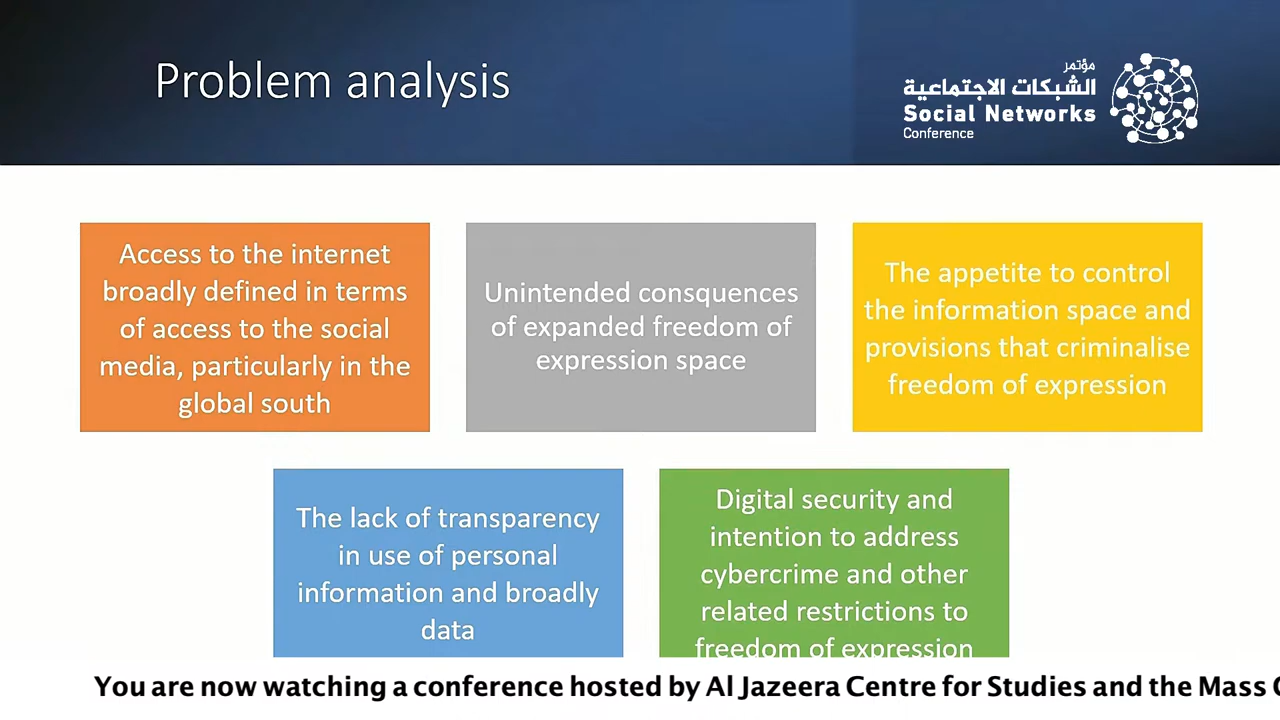 Problem analysis
مؤتمر
الشبكات الاجتماعية
Social Networks
Conference
Access to the internet
broadly defined in terms
of access to the social
media, particularly in the
global south
Unintended consquences
of expanded freedom of
expression space
The appetite to control
the information space and
provisions that criminalise
freedom of expression
The lack of transparency
in use of personal
information and broadly
data
Digital security and
intention to address
cybercrime and other
related restrictions to
freedom of expression
You are now watching a conference hosted by Al Jazeera Centre for Studies and the Mass